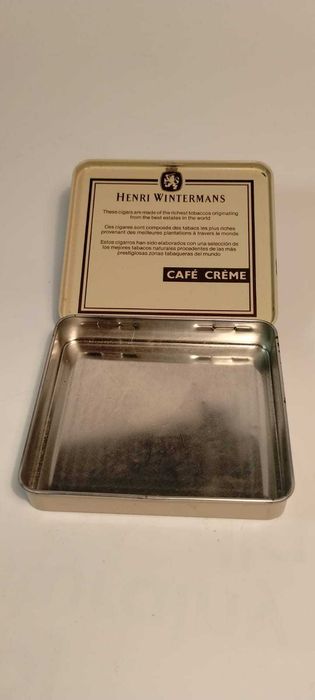 HENRI WINTERMANS
These cigars are made of the richest tobaccos originating
from the best estates in the world
Ces cigares sont composés des tabacs les plus riches
provenant des meilleures plantations à travers le monde
Estos cigarros han sido elaborados con una selección de
los mejores tabacos naturales procedentes de las más
prestigiosas zonas tabaqueras del mundo
CAFÉ CRÈME